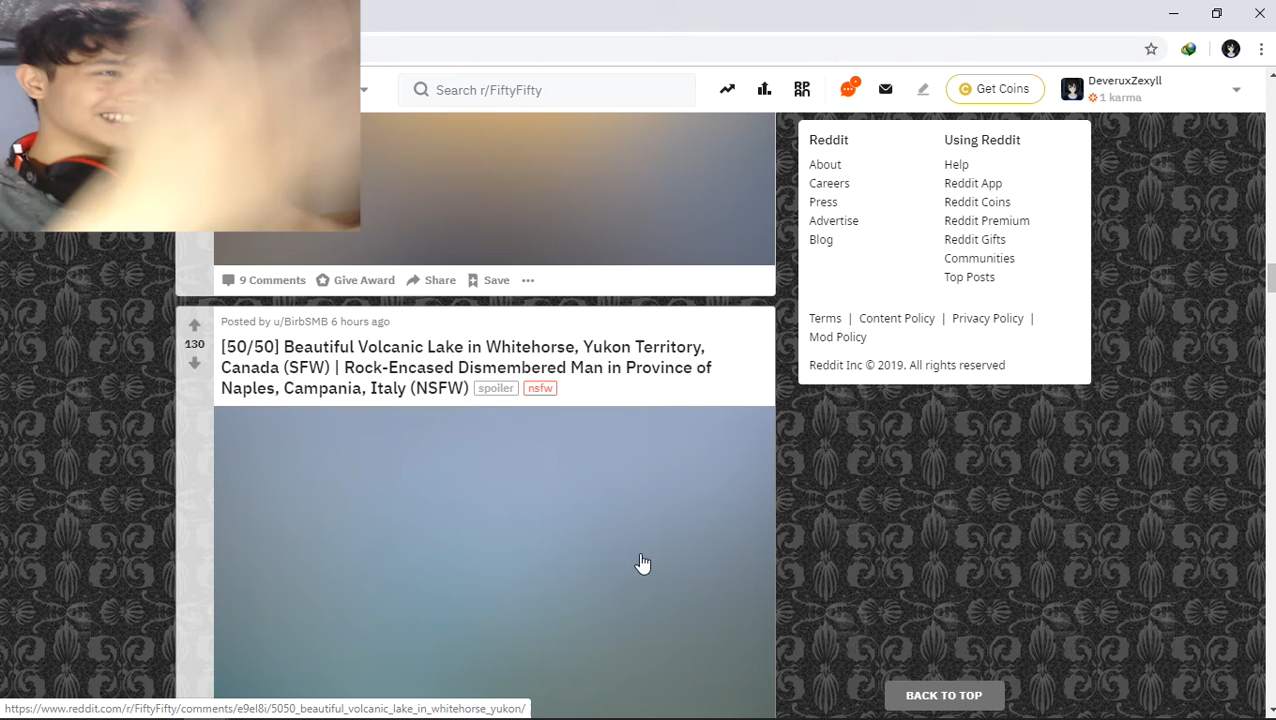 Search r/FiftyFifty
Get Coins
DeveruxZexyll
1 karma
9 Comments Give Award Share Save
Posted by u/BirbSMB 6 hours ago
130
[50/50] Beautiful Volcanic Lake in Whitehorse, Yukon Territory,
Canada (SFW) | Rock-Encased Dismembered Man in Province of
Naples, Campania, Italy (NSFW) spoiler nsfw
Reddit
About
Careers
Press
Advertise
Blog
Using Reddit
Help
Reddit App
Reddit Coins
Reddit Premium
Reddit Gifts
Communities
Top Posts
Terms | Content Policy | Privacy Policy |
Mod Policy
Reddit Inc © 2019. All rights reserved
BACK TO TOP
https://www.reddit.com/r/FiftyFifty/comments/e9el8i/5050_beautiful_volcanic_lake_in_whitehorse_yukon/